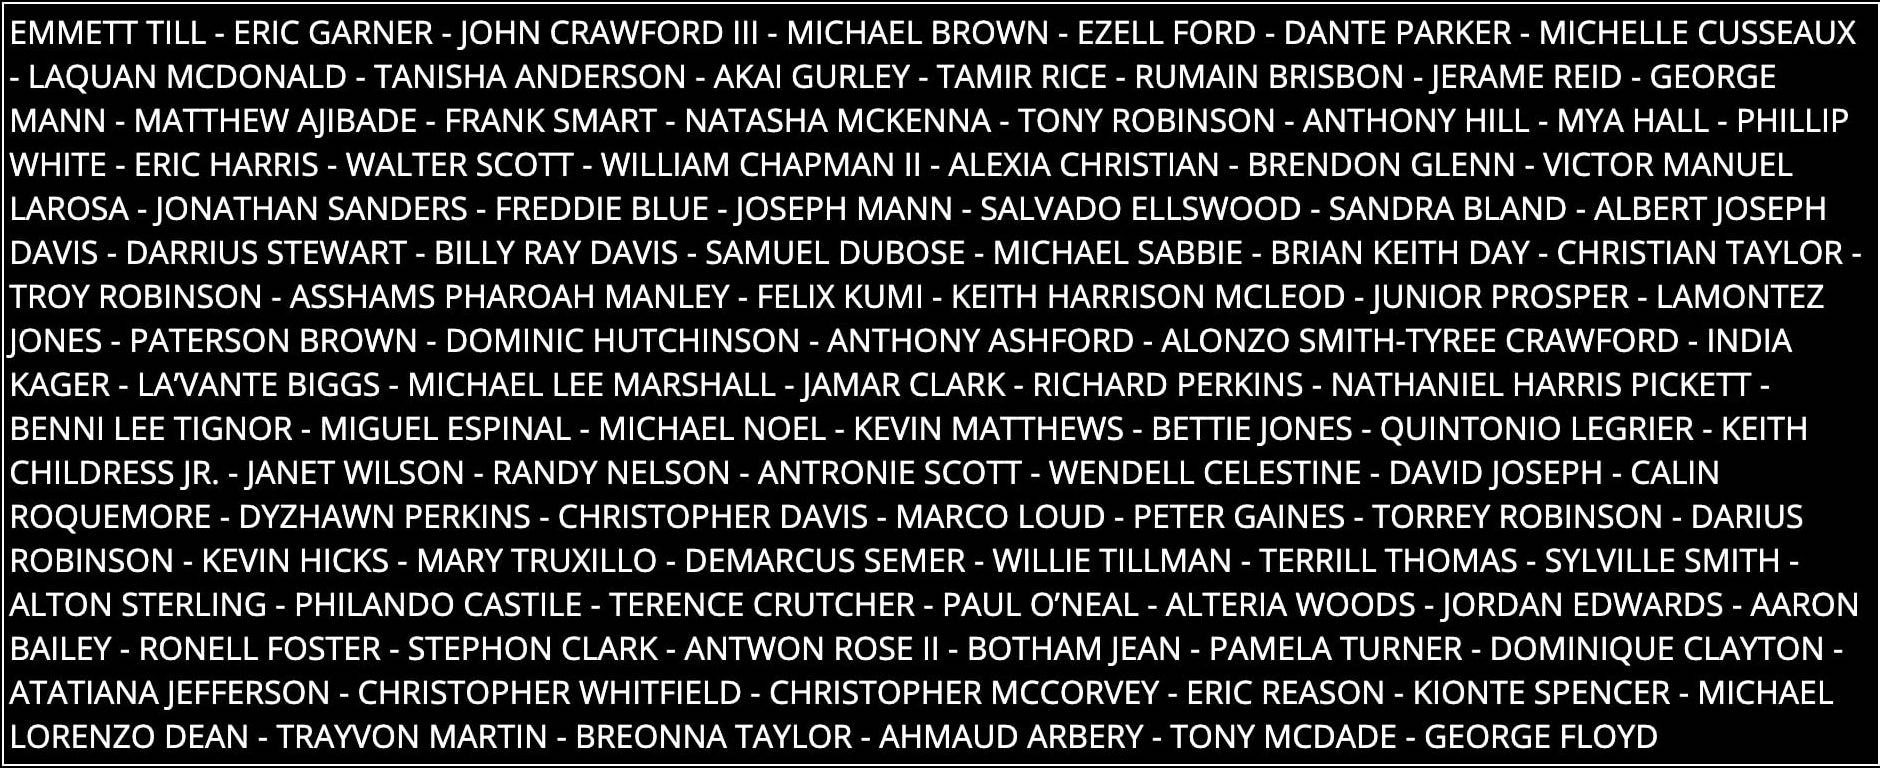 EMMETT TILL - ERIC GARNER - JOHN CRAWFORD III - MICHAEL BROWN - EZELL FORD - DANTE PARKER - MICHELLE CUSSEAUX
- LAQUAN MCDONALD - TANISHA ANDERSON - AKAI GURLEY - TAMIR RICE - RUMAIN BRISBON - JERAME REID - GEORGE
MANN - MATTHEW AJIBADE - FRANK SMART - NATASHA MCKENNA - TONY ROBINSON - ANTHONY HILL - MYA HALL - PHILLIP
WHITE - ERIC HARRIS - WALTER SCOTT - WILLIAM CHAPMAN II - ALEXIA CHRISTIAN - BRENDON GLENN - VICTOR MANUEL
LAROSA - JONATHAN SANDERS - FREDDIE BLUE - JOSEPH MANN - SALVADO ELLSWOOD - SANDRA BLAND - ALBERT JOSEPH
DAVIS - DARRIUS STEWART - BILLY RAY DAVIS - SAMUEL DUBOSE - MICHAEL SABBIE - BRIAN KEITH DAY - CHRISTIAN TAYLOR -
TROY ROBINSON - ASSHAMS PHAROAH MANLEY - FELIX KUMI - KEITH HARRISON MCLEOD - JUNIOR PROSPER - LAMONTEZ
JONES - PATERSON BROWN - DOMINIC HUTCHINSON - ANTHONY ASHFORD - ALONZO SMITH-TYREE CRAWFORD - INDIA
KAGER - LA’VANTE BIGGS - MICHAEL LEE MARSHALL - JAMAR CLARK - RICHARD PERKINS - NATHANIEL HARRIS PICKETT -
BENNI LEE TIGNOR - MIGUEL ESPINAL - MICHAEL NOEL - KEVIN MATTHEWS - BETTIE JONES - QUINTONIO LEGRIER - KEITH
CHILDRESS JR. - JANET WILSON - RANDY NELSON - ANTRONIE SCOTT - WENDELL CELESTINE - DAVID JOSEPH - CALIN
ROQUEMORE - DYZHAWN PERKINS - CHRISTOPHER DAVIS - MARCO LOUD - PETER GAINES - TORREY ROBINSON - DARIUS
ROBINSON - KEVIN HICKS - MARY TRUXILLO - DEMARCUS SEMER - WILLIE TILLMAN - TERRILL THOMAS - SYLVILLE SMITH -
ALTON STERLING - PHILANDO CASTILE - TERENCE CRUTCHER - PAUL O’NEAL - ALTERIA WOODS - JORDAN EDWARDS - AARON
BAILEY - RONELL FOSTER - STEPHON CLARK - ANTWON ROSE II - BOTHAM JEAN - PAMELA TURNER - DOMINIQUE CLAYTON -
ATATIANA JEFFERSON - CHRISTOPHER WHITFIELD - CHRISTOPHER MCCORVEY - ERIC REASON - KIONTE SPENCER - MICHAEL
LORENZO DEAN - TRAYVON MARTIN - BREONNA TAYLOR - AHMAUD ARBERY - TONY MCDADE - GEORGE FLOYD